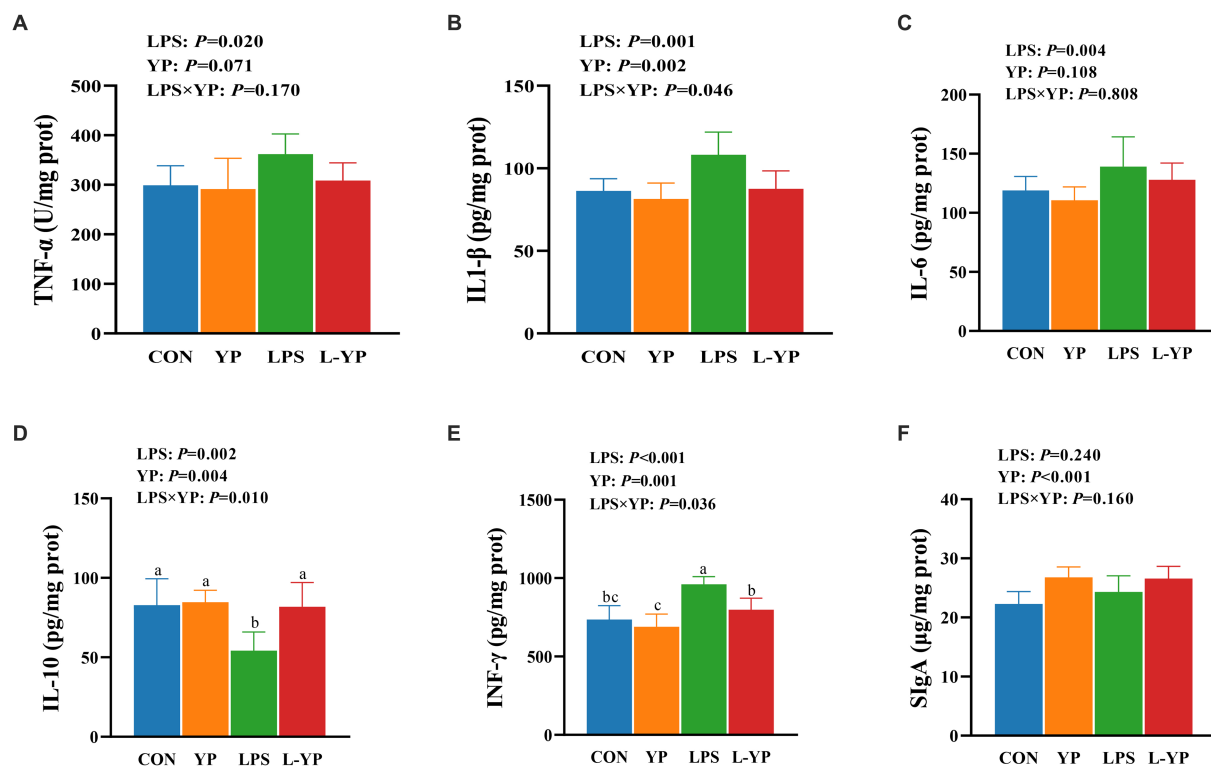 A
LPS: P=0.020
YP: P=0.071
LPS×YP: P=0.170
TNF-α (U/mg prot)
500
400
300
200
100
0
CON YP LPS L-YP
B
LPS: P=0.001
YP: P=0.002
LPS×YP: P=0.046
IL1-β (pg/mg prot)
150
100
50
0
CON YP LPS L-YP
C
LPS: P=0.004
YP: P=0.108
LPS×YP: P=0.808
IL-6 (pg/mg prot)
200
150
100
50
0
CON YP LPS L-YP
D
LPS: P=0.002
YP: P=0.004
LPS×YP: P=0.010
IL-10 (pg/mg prot)
150
100
50
0
a a b a
CON YP LPS L-YP
E
LPS: P<0.001
YP: P=0.001
LPS×YP: P=0.036
INF-γ (pg/mg prot)
1500
1000
500
0
bc c a b
CON YP LPS L-YP
F
LPS: P=0.240
YP: P<0.001
LPS×YP: P=0.160
SIgA (μg/mg prot)
40
30
20
10
0
CON YP LPS L-YP